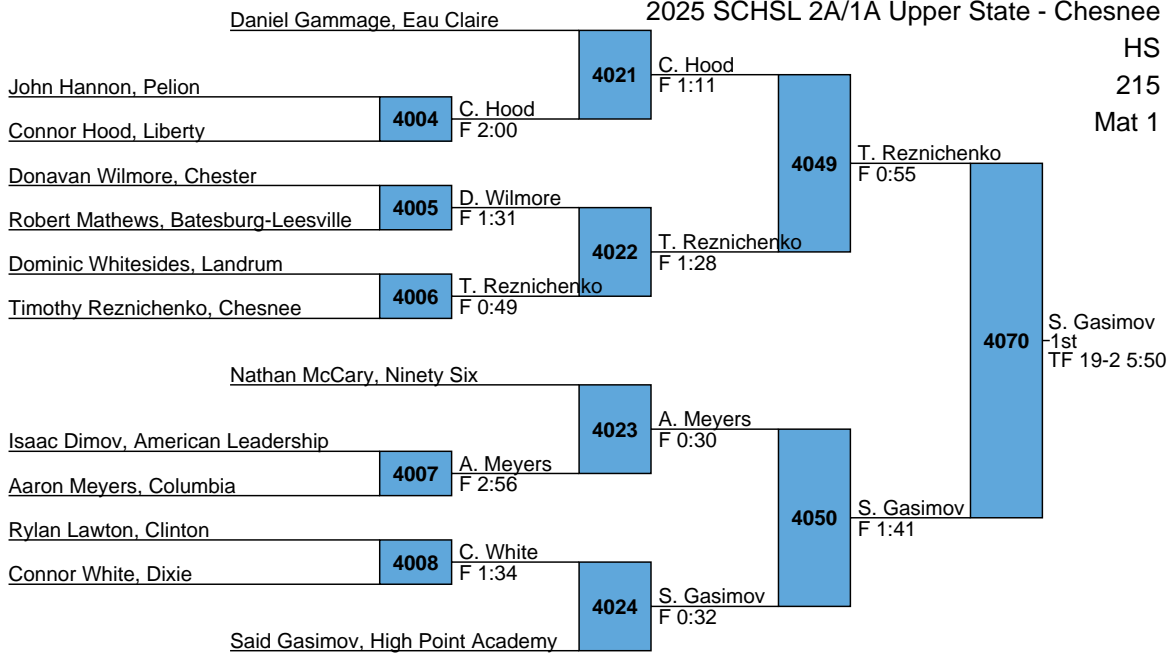 2025 SCHSL 2A/1A Upper State - Chesnee
HS
215
Mat 1
Daniel Gammage, Eau Claire
4021
C. Hood
F 1:11
John Hannon, Pelion
4004
C. Hood
F 2:00
Connor Hood, Liberty
4049
T. Reznichenko
F 0:55
Donavan Wilmore, Chester
4005
D. Wilmore
F 1:31
Robert Mathews, Batesburg-Leesville
4022
T. Reznichenko
F 1:28
Dominic Whitesides, Landrum
4006
T. Reznichenko
F 0:49
Timothy Reznichenko, Chesnee
4070
S. Gasimov
1st
TF 19-2 5:50
Nathan McCary, Ninety Six
4023
A. Meyers
F 0:30
Isaac Dimov, American Leadership
4007
A. Meyers
F 2:56
Aaron Meyers, Columbia
4050
S. Gasimov
F 1:41
Rylan Lawton, Clinton
4008
C. White
F 1:34
Connor White, Dixie
4024
S. Gasimov
F 0:32
Said Gasimov, High Point Academy